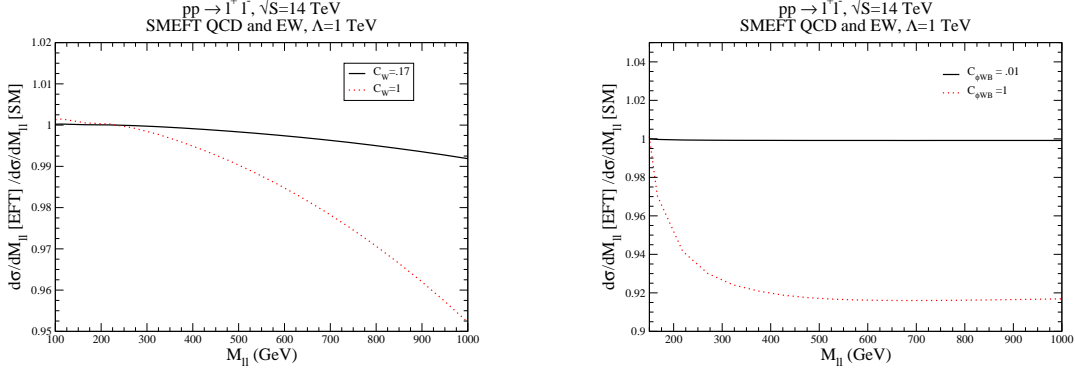 pp → l⁺ l⁻, √S=14 TeV
SMEFT QCD and EW, Λ=1 TeV
1.02
1.01
1
0.99
0.98
0.97
0.96
0.95
dσ/dM_ll [EFT] /dσ/dM_ll [SM]
C_W=.17
C_W=1
100 200 300 400 500 600 700 800 900 1000
M_ll (GeV)
pp → l⁺ l⁻, √S=14 TeV
SMEFT QCD and EW, Λ=1 TeV
1.04
1.02
1
0.98
0.96
0.94
0.92
0.9
dσ/dM_ll [EFT] /dσ/dM_ll [SM]
C_ϕWB = .01
C_ϕWB = 1
200 300 400 500 600 700 800 900 1000
M_ll (GeV)